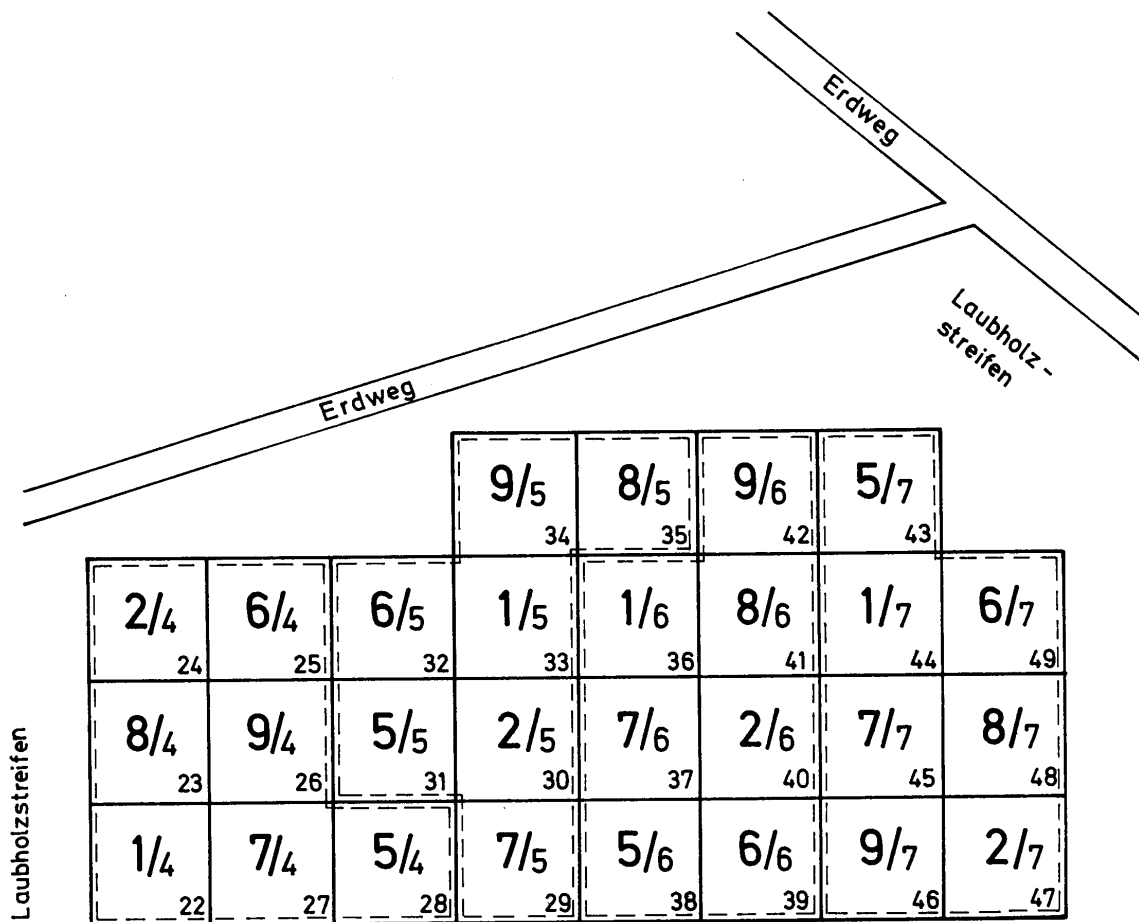 Erdweg
Laubholz-
streifen
Erdweg
9/5 8/5 9/6 5/7
34 35 42 43
2/4 6/4 6/5 1/5 1/6 8/6 1/7 6/7
24 25 32 33 36 41 44 49
8/4 9/4 5/5 2/5 7/6 2/6 7/7 8/7
23 26 31 30 37 40 45 48
1/4 7/4 5/4 7/5 5/6 6/6 9/7 2/7
22 27 28 29 38 39 46 47
Laubholzstreifen